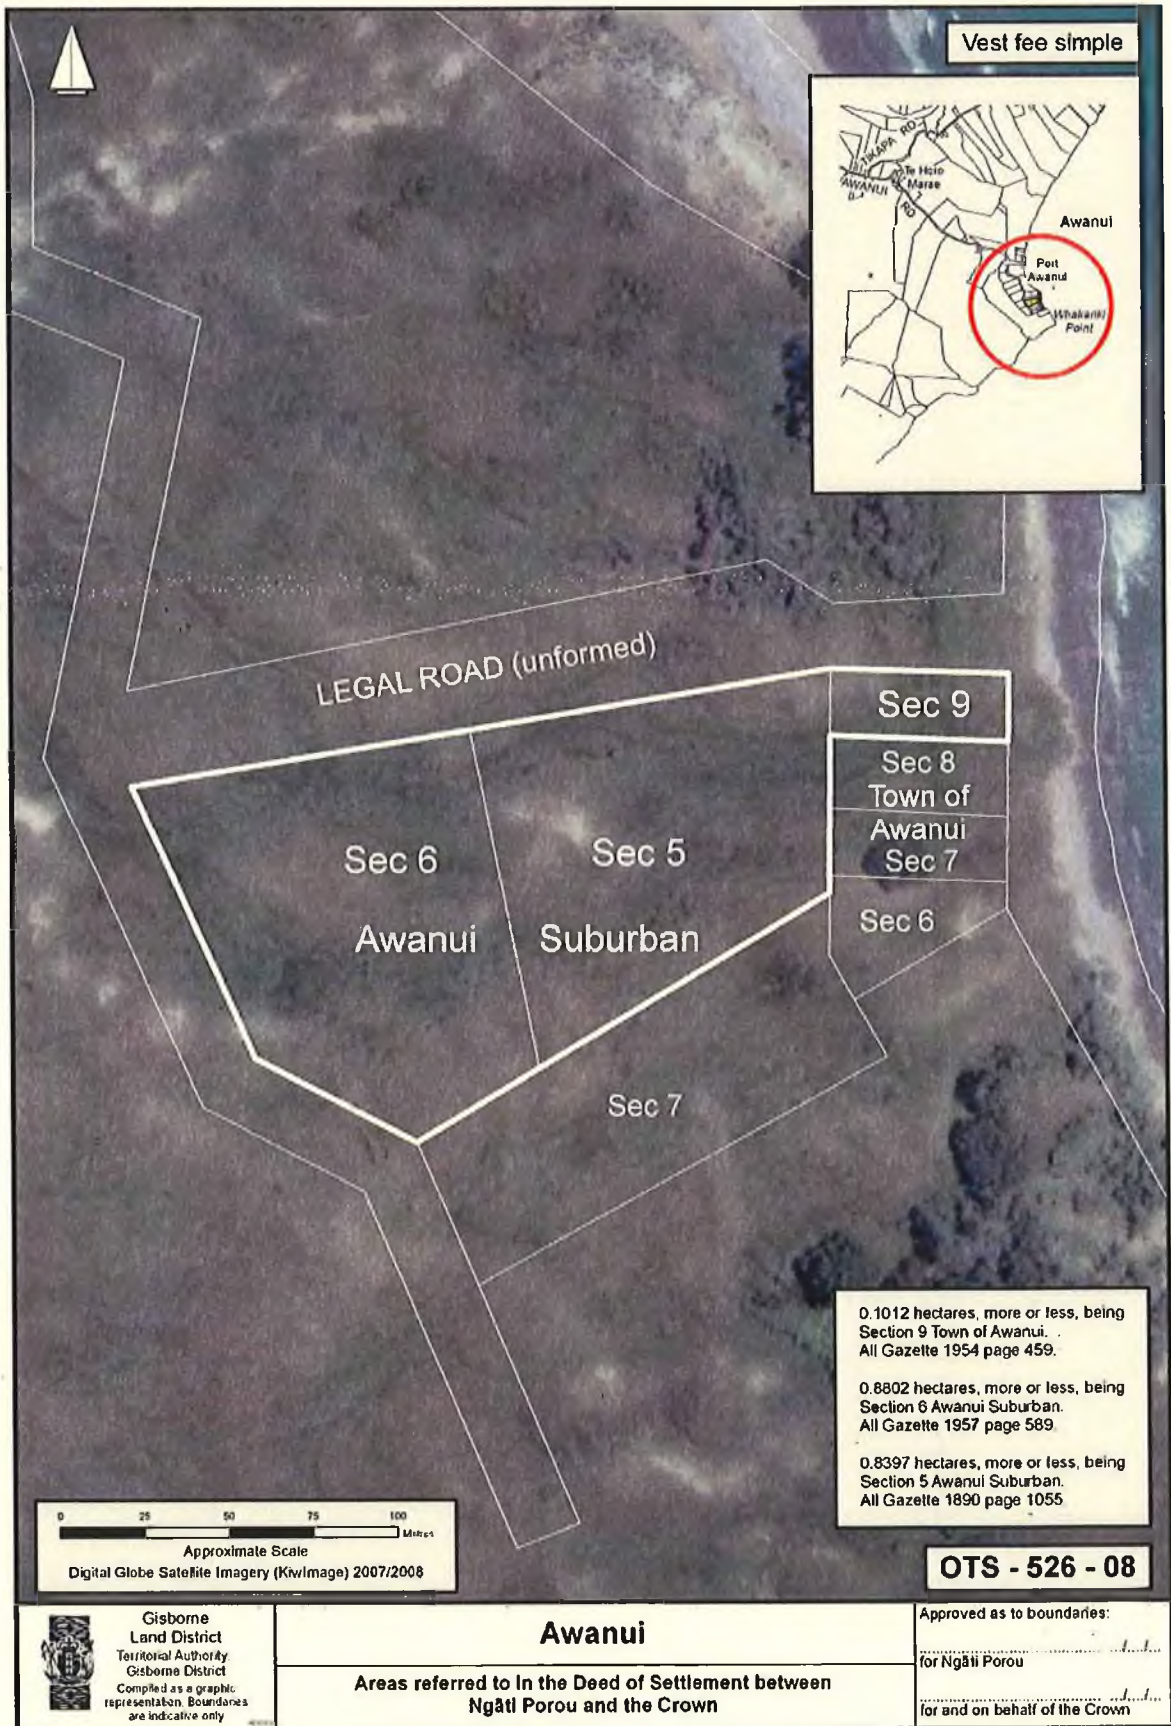 Vest fee simple
TIKAPA RD
Te Horo
Marae
AWANUI
RD
Awanui
Port
Awanui
Whakariki
Point
LEGAL ROAD (unformed)
Sec 9
Sec 8
Town of
Awanui
Sec 7
Sec 6
Sec 6
Sec 5
Awanui
Suburban
Sec 7
0.1012 hectares, more or less, being
Section 9 Town of Awanui.
All Gazette 1954 page 459.
0.8802 hectares, more or less, being
Section 6 Awanui Suburban.
All Gazette 1957 page 589
0.8397 hectares, more or less, being
Section 5 Awanui Suburban.
All Gazette 1890 page 1055
0 25 50 75 100
Metres
Approximate Scale
Digital Globe Satellite Imagery (KiwImage) 2007/2008
OTS - 526 - 08
Gisborne
Land District
Territorial Authority
Gisborne District
Compiled as a graphic
representation. Boundaries
are indicative only
Awanui
Areas referred to in the Deed of Settlement between
Ngāti Porou and the Crown
Approved as to boundaries:
...../...../.....
for Ngāti Porou
...../...../.....
for and on behalf of the Crown